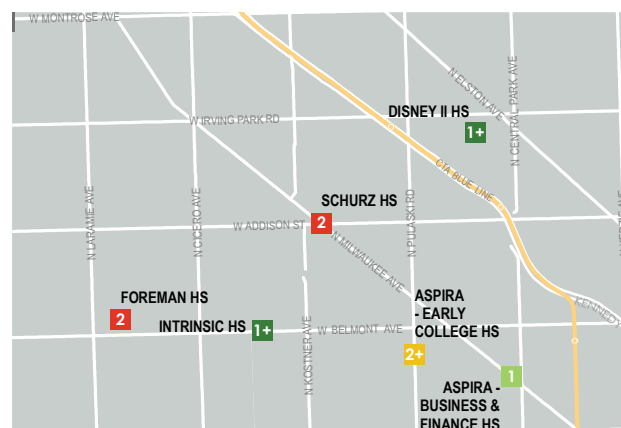 W MONTROSE AVE
N ELSTON AVE
N CENTRAL PARK AVE
DISNEY II HS
1+
W IRVING PARK RD
CTA BLUE LINE
N LARAMIE AVE
N CICERO AVE
SCHURZ HS
2
N PULASKI RD
W ADDISON ST
N MILWAUKEE AVE
FOREMAN HS
2
INTRINSIC HS
1+
N KOSTNER AVE
W BELMONT AVE
ASPIRA
- EARLY
COLLEGE HS
2+
KENNEDY
1
ASPIRA -
BUSINESS &
FINANCE HS